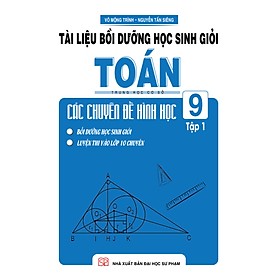 VÕ MỘNG TRÌNH - NGUYỄN TẤN SIÊNG
TÀI LIỆU BỒI DƯỠNG HỌC SINH GIỎI
TOÁN
TRUNG HỌC CƠ SỞ
CÁC CHUYÊN ĐỀ HÌNH HỌC 9
Tập 1
BỒI DƯỠNG HỌC SINH GIỎI
LUYỆN THI VÀO LỚP 10 CHUYÊN
A
B I H J K C
NHÀ XUẤT BẢN ĐẠI HỌC SƯ PHẠM